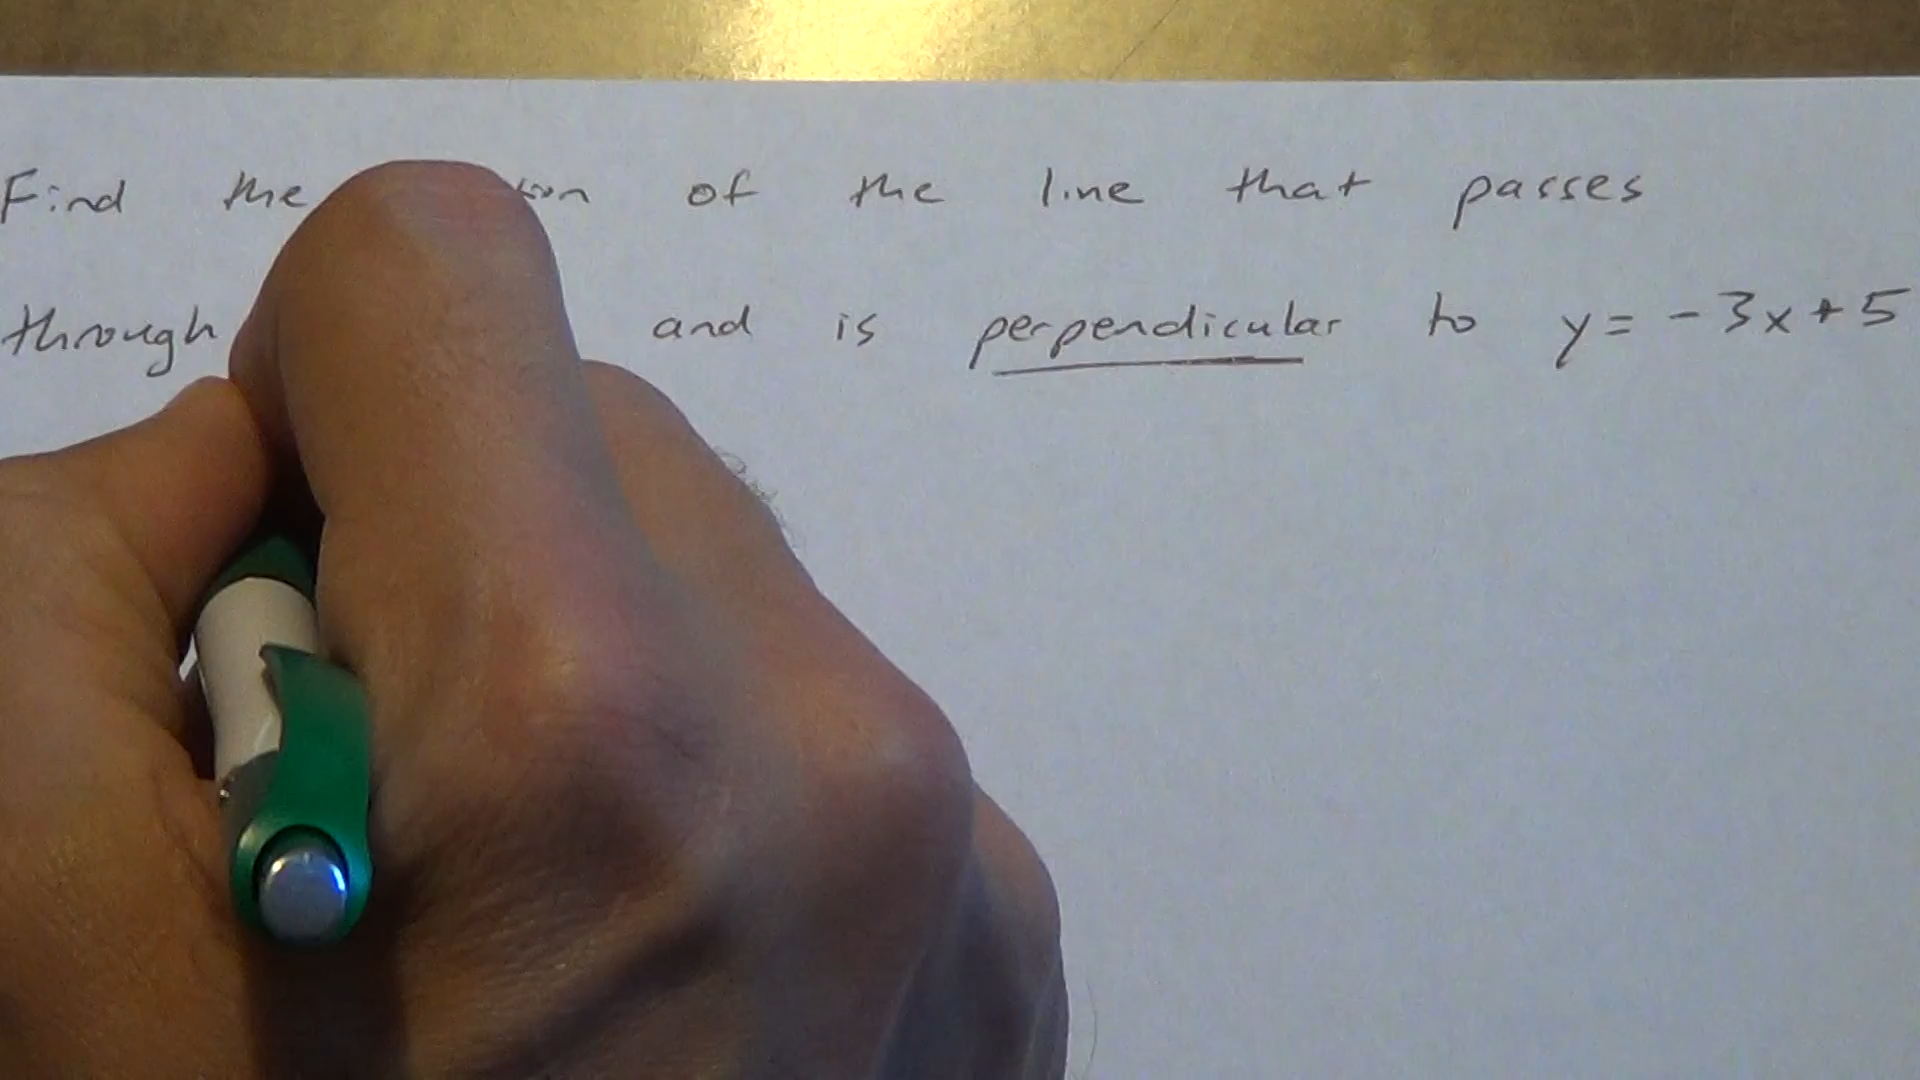 Find the of the line that passes
through and is perpendicular to y = -3x + 5